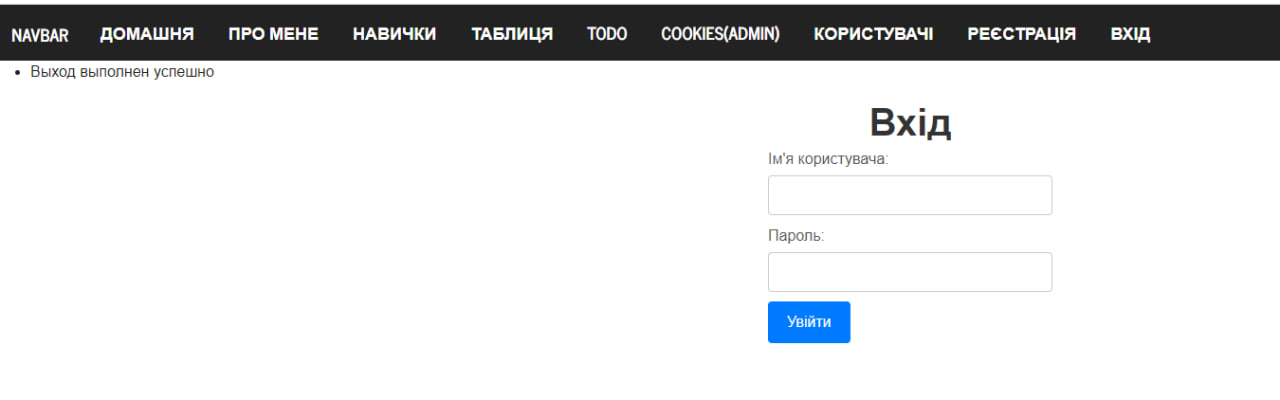 NAVBAR ДОМАШНЯ ПРО МЕНЕ НАВИЧКИ ТАБЛИЦЯ TODO COOKIES(ADMIN) КОРИСТУВАЧІ РЕЄСТРАЦІЯ ВХІД
• Выход выполнен успешно
Вхід
Ім'я користувача:
Пароль:
Увійти